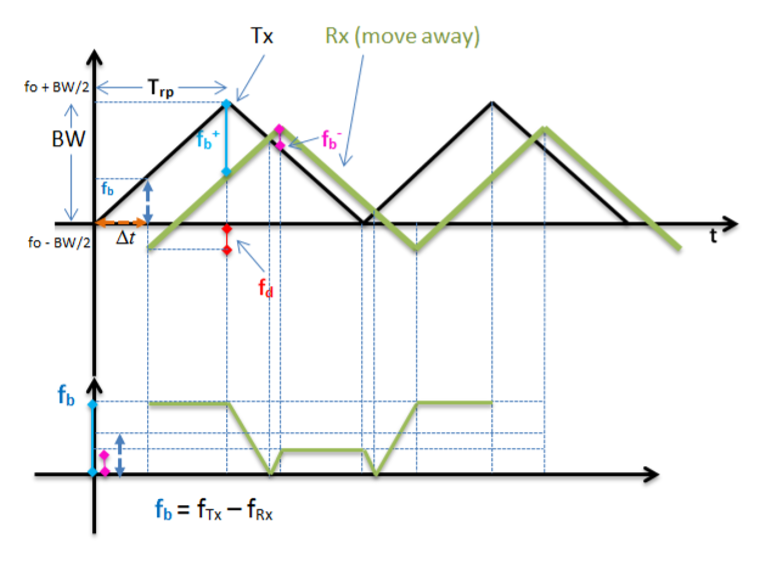 Tx
Rx (move away)
fo + BW/2
Trp
BW
fb+
fb-
fb
fo - BW/2
Δt
t
fd
fb
fb = fTx – fRx